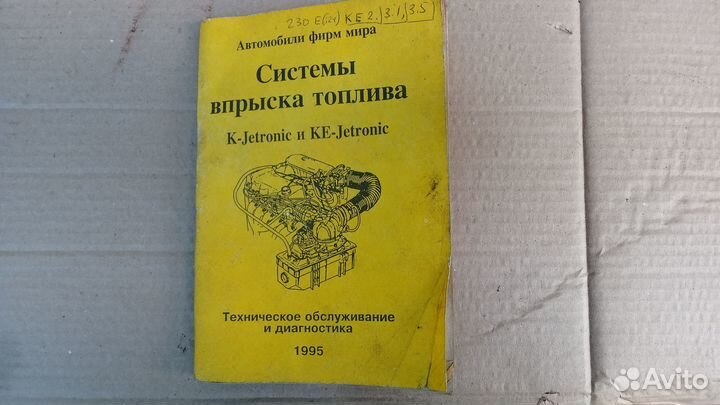 230 E (124) KE 2. 3.1, 3.5
Автомобили фирм мира
Системы
впрыска топлива
K-Jetronic и KE-Jetronic
Техническое обслуживание
и диагностика
1995
Avito